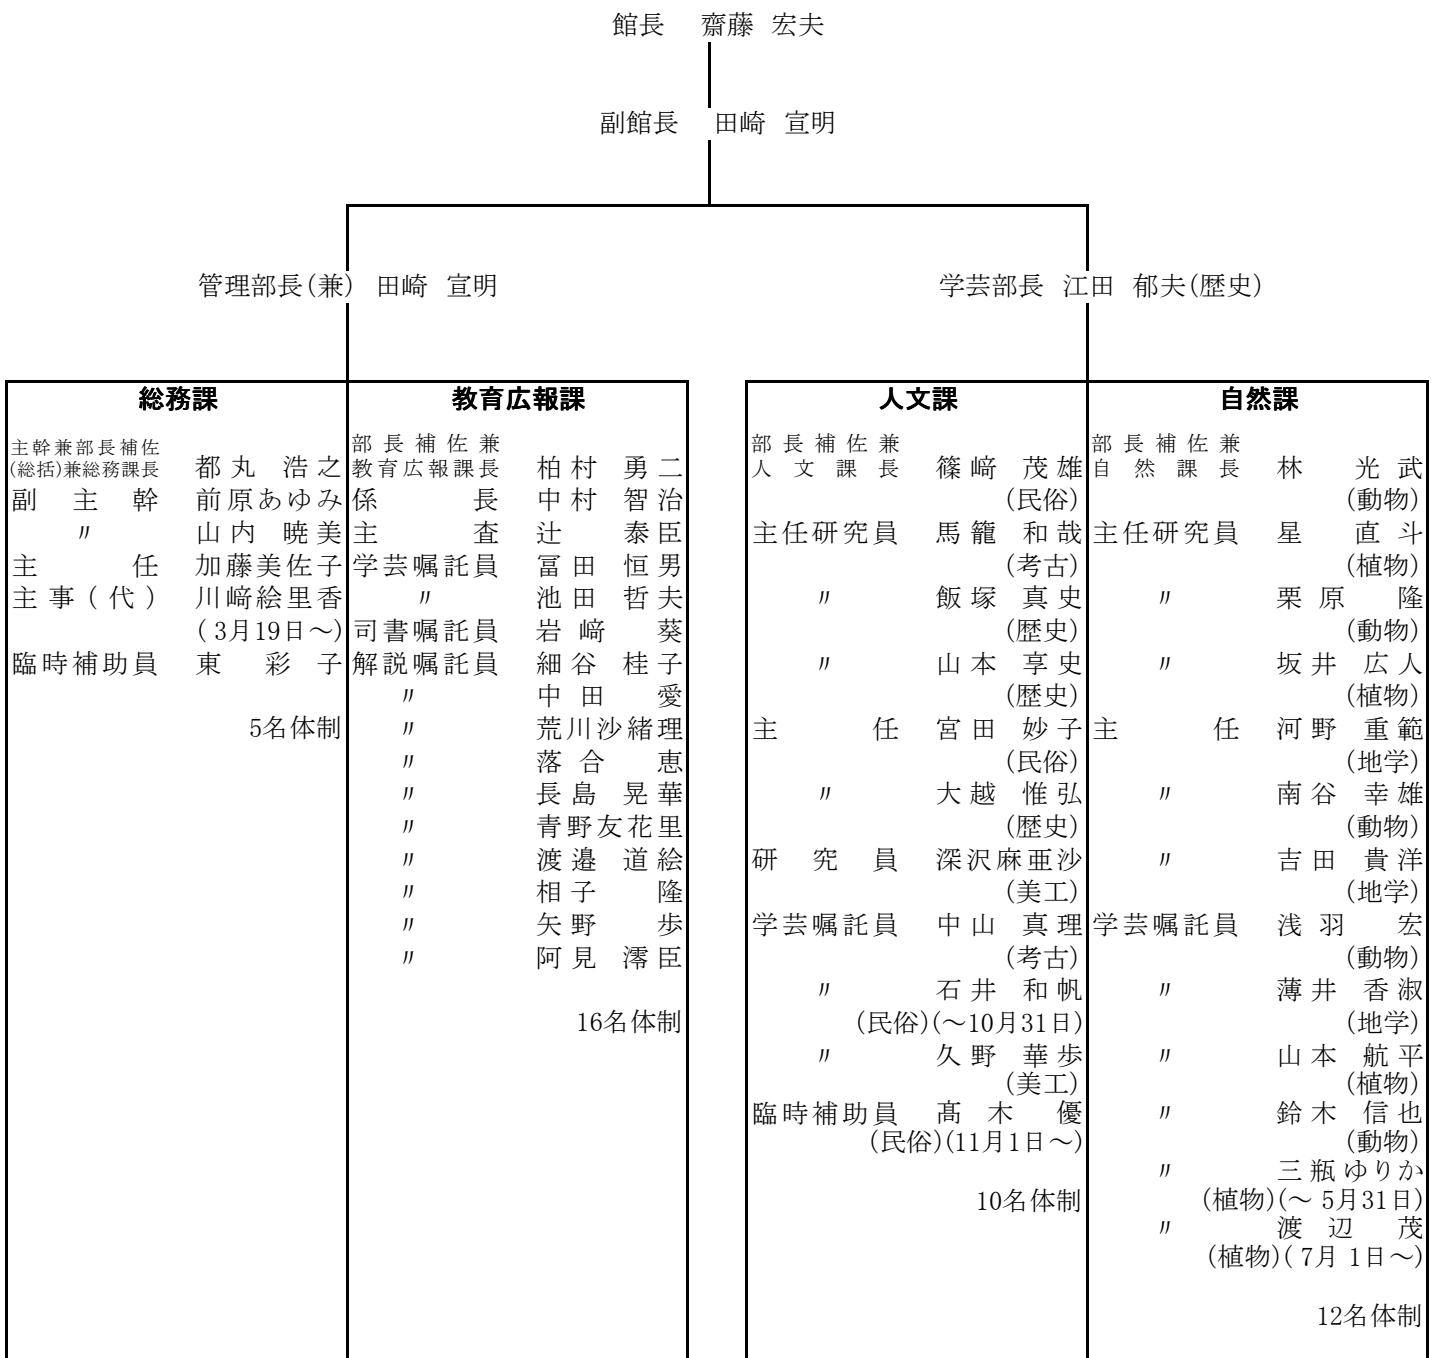 館長 齋藤 宏夫
副館長 田崎 宣明
管理部長(兼) 田崎 宣明
学芸部長 江田 郁夫(歴史)
総務課
主幹兼部長補佐
(総括)兼総務課長 都丸 浩之
副主幹 前原あゆみ
〃 山内 暁美
主任 加藤美佐子
主事(代) 川﨑絵里香
(3月19日～)
臨時補助員 東 彩子
5名体制
教育広報課
部長補佐兼
教育広報課長 柏村 勇二
係長 中村 智治
主査 辻 泰臣
学芸嘱託員 冨田 恒男
〃 池田 哲夫
司書嘱託員 岩﨑 葵
解説嘱託員 細谷 桂子
〃 中田 愛
〃 荒川沙緒理
〃 落合 恵
〃 長島 晃華
〃 青野友花里
〃 渡邉 道絵
〃 相子 隆
〃 矢野 歩
〃 阿見 澪臣
16名体制
人文課
部長補佐兼
人文課長 篠﨑 茂雄
(民俗)
主任研究員 馬籠 和哉
(考古)
〃 飯塚 真史
(歴史)
〃 山本 享史
(歴史)
主任 宮田 妙子
(民俗)
〃 大越 惟弘
(歴史)
研究員 深沢麻亜沙
(美工)
学芸嘱託員 中山 真理
(考古)
〃 石井 和帆
(民俗)(～10月31日)
〃 久野 華歩
(美工)
臨時補助員 髙木 優
(民俗)(11月1日～)
10名体制
自然課
部長補佐兼
自然課長 林 光武
(動物)
主任研究員 星 直斗
(植物)
〃 栗原 隆
(動物)
〃 坂井 広人
(植物)
主任 河野 重範
(地学)
〃 南谷 幸雄
(動物)
〃 吉田 貴洋
(地学)
学芸嘱託員 浅羽 宏
(動物)
〃 薄井 香淑
(地学)
〃 山本 航平
(植物)
〃 鈴木 信也
(動物)
〃 三瓶ゆりか
(植物)(～ 5月31日)
〃 渡辺 茂
(植物)( 7月 1日～)
12名体制